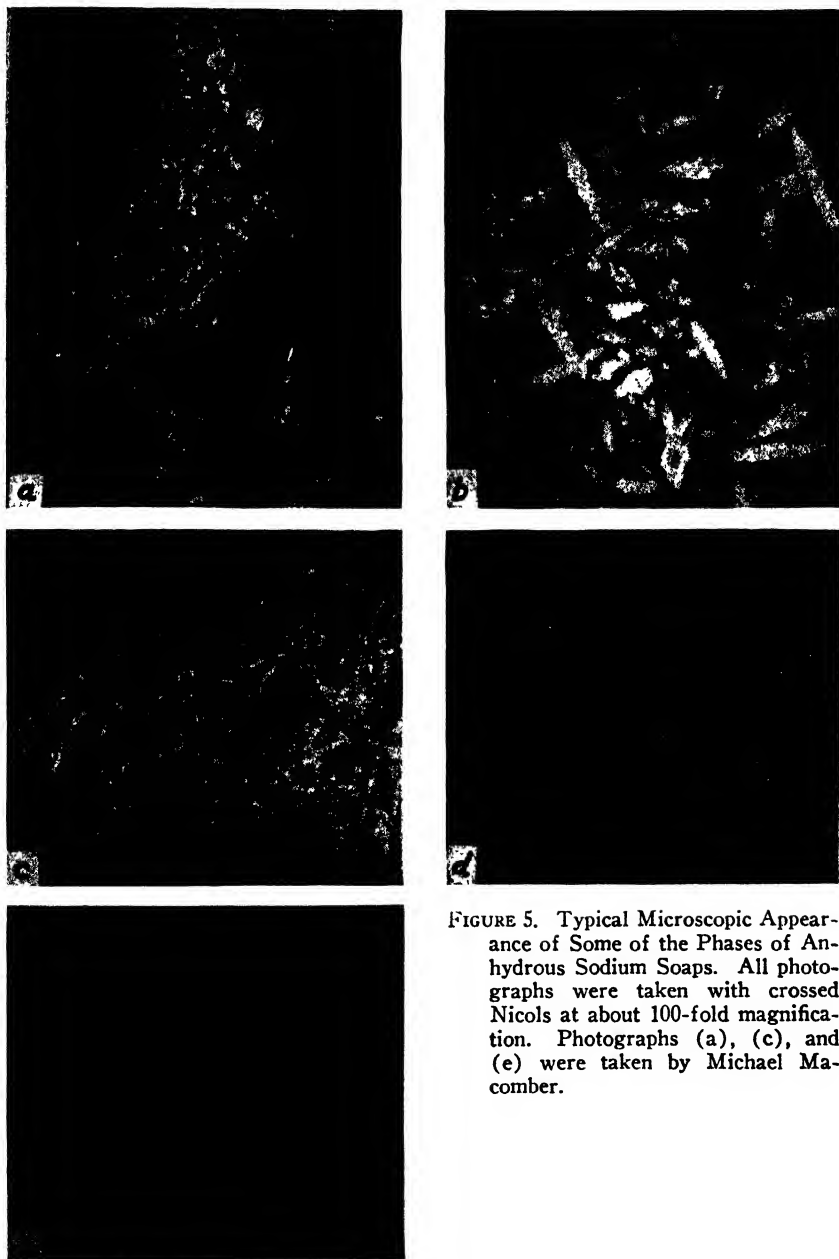 a
b
c
d
FIGURE 5. Typical Microscopic Appear-
ance of Some of the Phases of An-
hydrous Sodium Soaps. All photo-
graphs were taken with crossed
Nicols at about 100-fold magnifica-
tion. Photographs (a), (c), and
(e) were taken by Michael Ma-
comber.